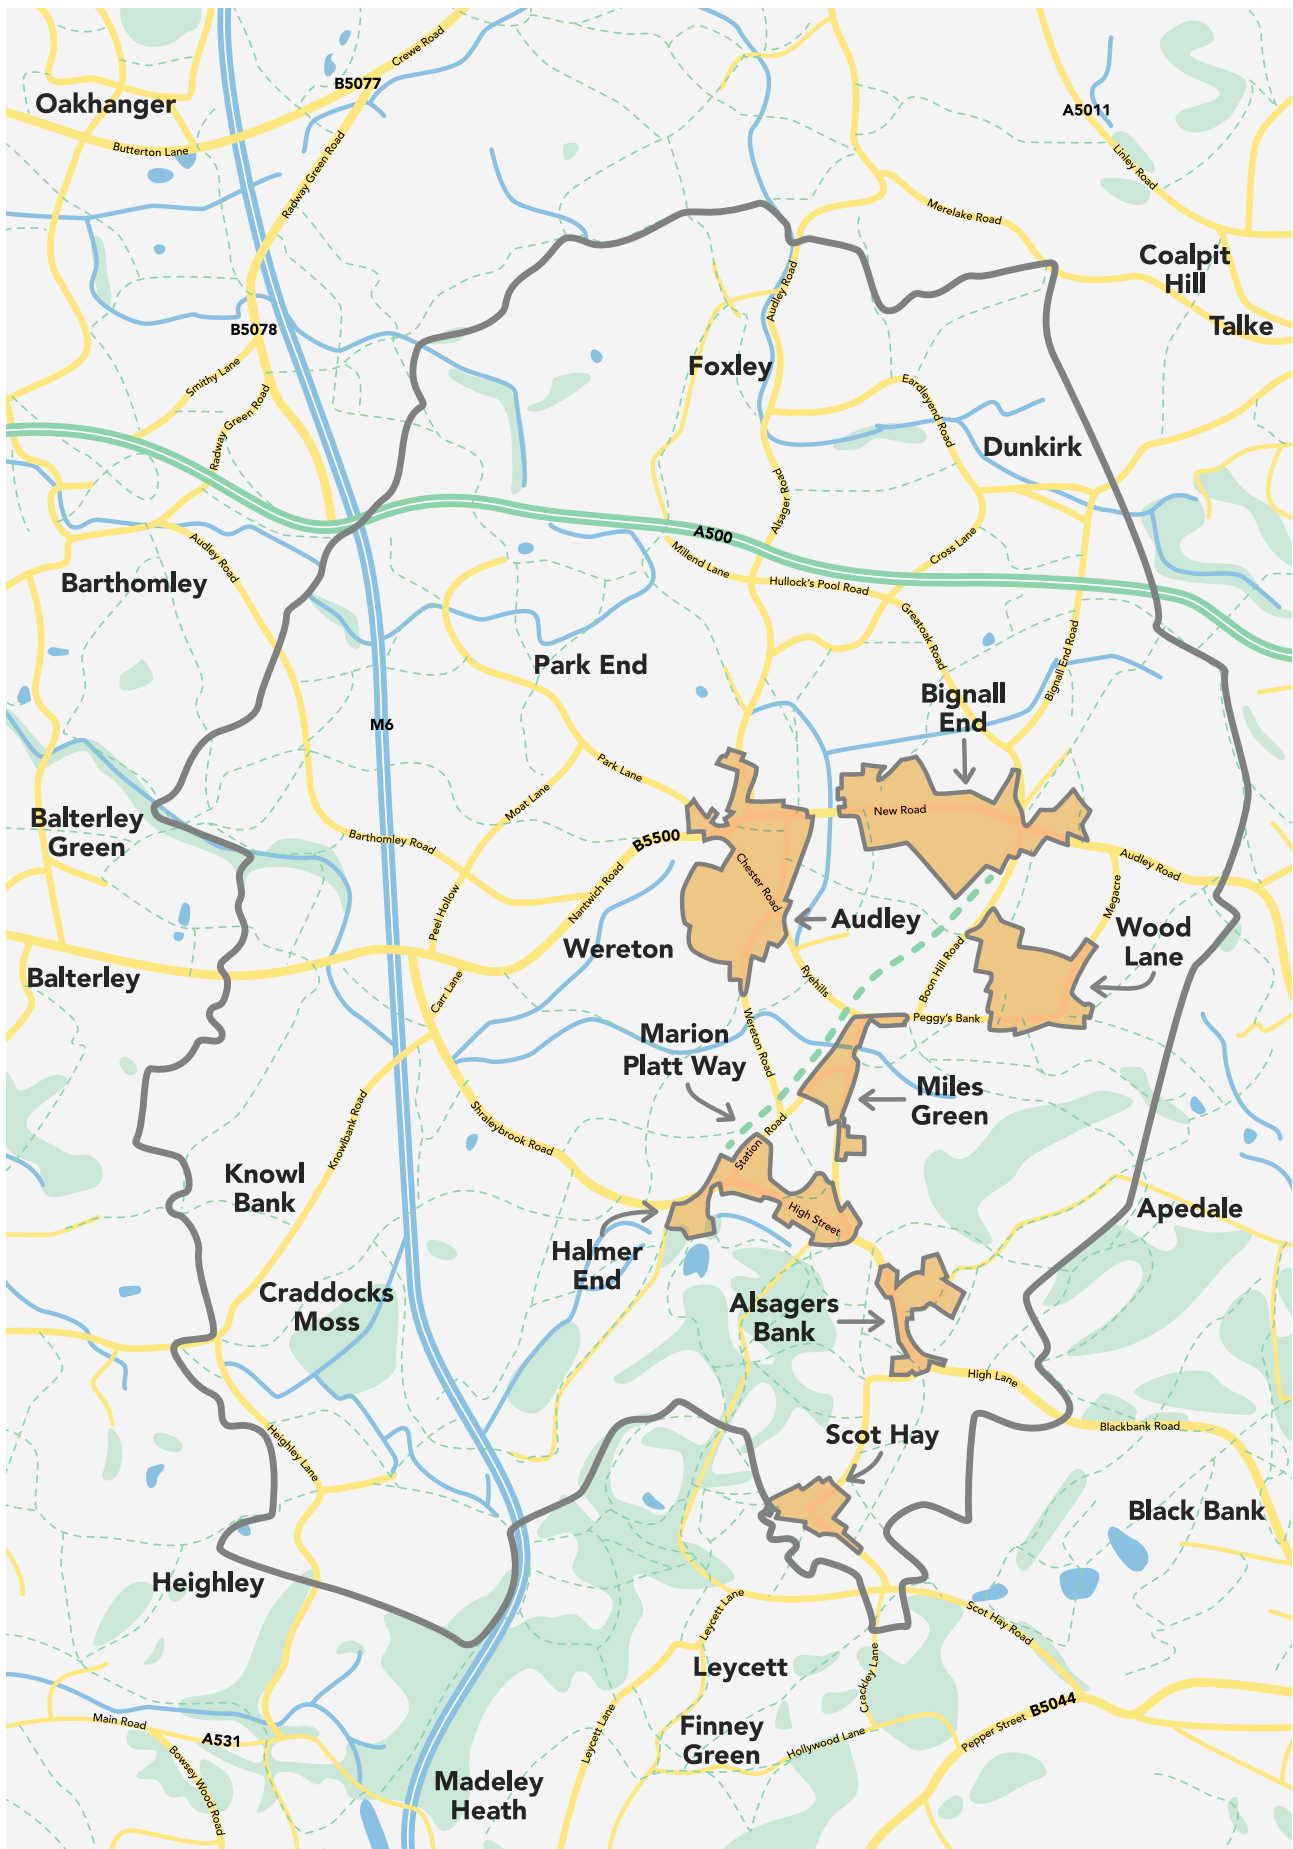 Crewe Road
B5077
Oakhanger
A5011
Butterton Lane
Linley Road
Radway Green Road
Merelake Road
Coalpit
Hill
Audley Road
B5078
Talke
Smithy Lane
Foxley
Eardleyend Road
Radway Green Road
Dunkirk
Alsager Road
A500
Cross Lane
Audley Road
Millend Lane
Barthomley
Hullock's Pool Road
Greatoak Road
Bignall End Road
Park End
Bignall
End
M6
Park Lane
Moat Lane
New Road
Balterley
Green
Barthomley Road
B5500
Chester Road
Audley Road
Nantwich Road
Megacre
Peel Hollow
Audley
Wood
Lane
Wereton
Balterley
Ryehills
Boon Hill Road
Carr Lane
Peggy's Bank
Marion
Platt Way
Wereton Road
Miles
Green
Knowlbank Road
Shraleybrook Road
Station Road
Knowl
Bank
High Street
Apedale
Halmer
End
Craddocks
Moss
Alsagers
Bank
High Lane
Blackbank Road
Scot Hay
Heighley Lane
Black Bank
Heighley
Leycett Lane
Scot Hay Road
Leycett
Crackley Lane
Leycett Lane
B5044
Pepper Street
Main Road
A531
Finney
Green
Hollywood Lane
Bowsey Wood Road
Madeley
Heath